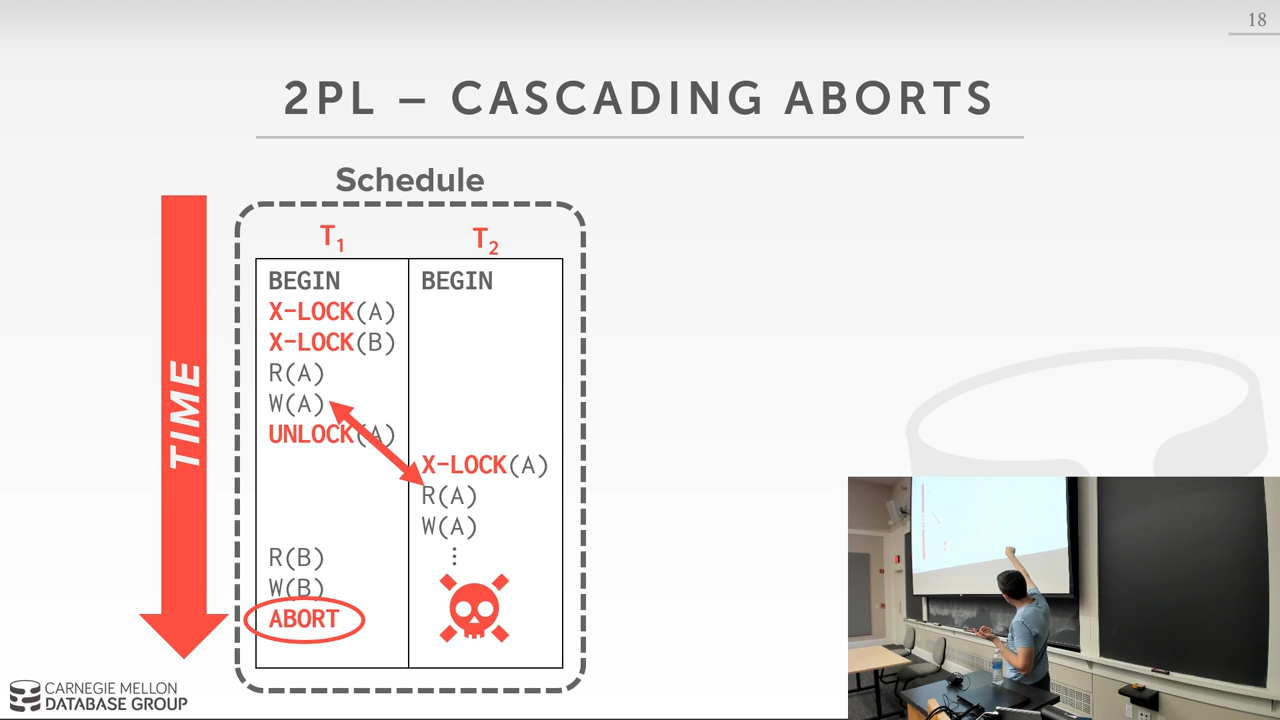 18
2PL – CASCADING ABORTS
Schedule
TIME
T1
T2
BEGIN
BEGIN
X-LOCK(A)
X-LOCK(B)
R(A)
W(A)
UNLOCK(A)
X-LOCK(A)
R(A)
W(A)
⋮
R(B)
W(B)
ABORT
CARNEGIE MELLON
DATABASE GROUP